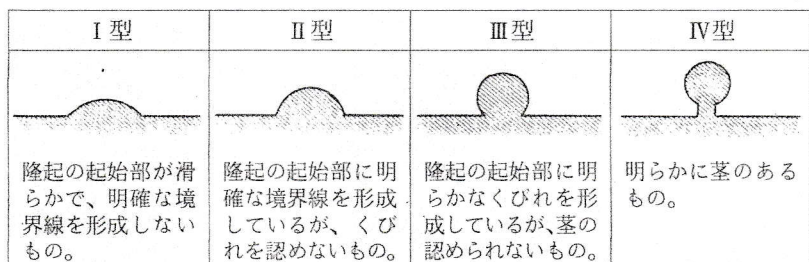 I 型
II 型
III型
IV型
隆起の起始部が滑
らかで、明確な境
界線を形成しない
もの。
隆起の起始部に明
確な境界線を形成
しているが、くび
れを認めないもの。
隆起の起始部に明
らかなくびれを形
成しているが、茎の
認められないもの。
明らかに茎のある
もの。